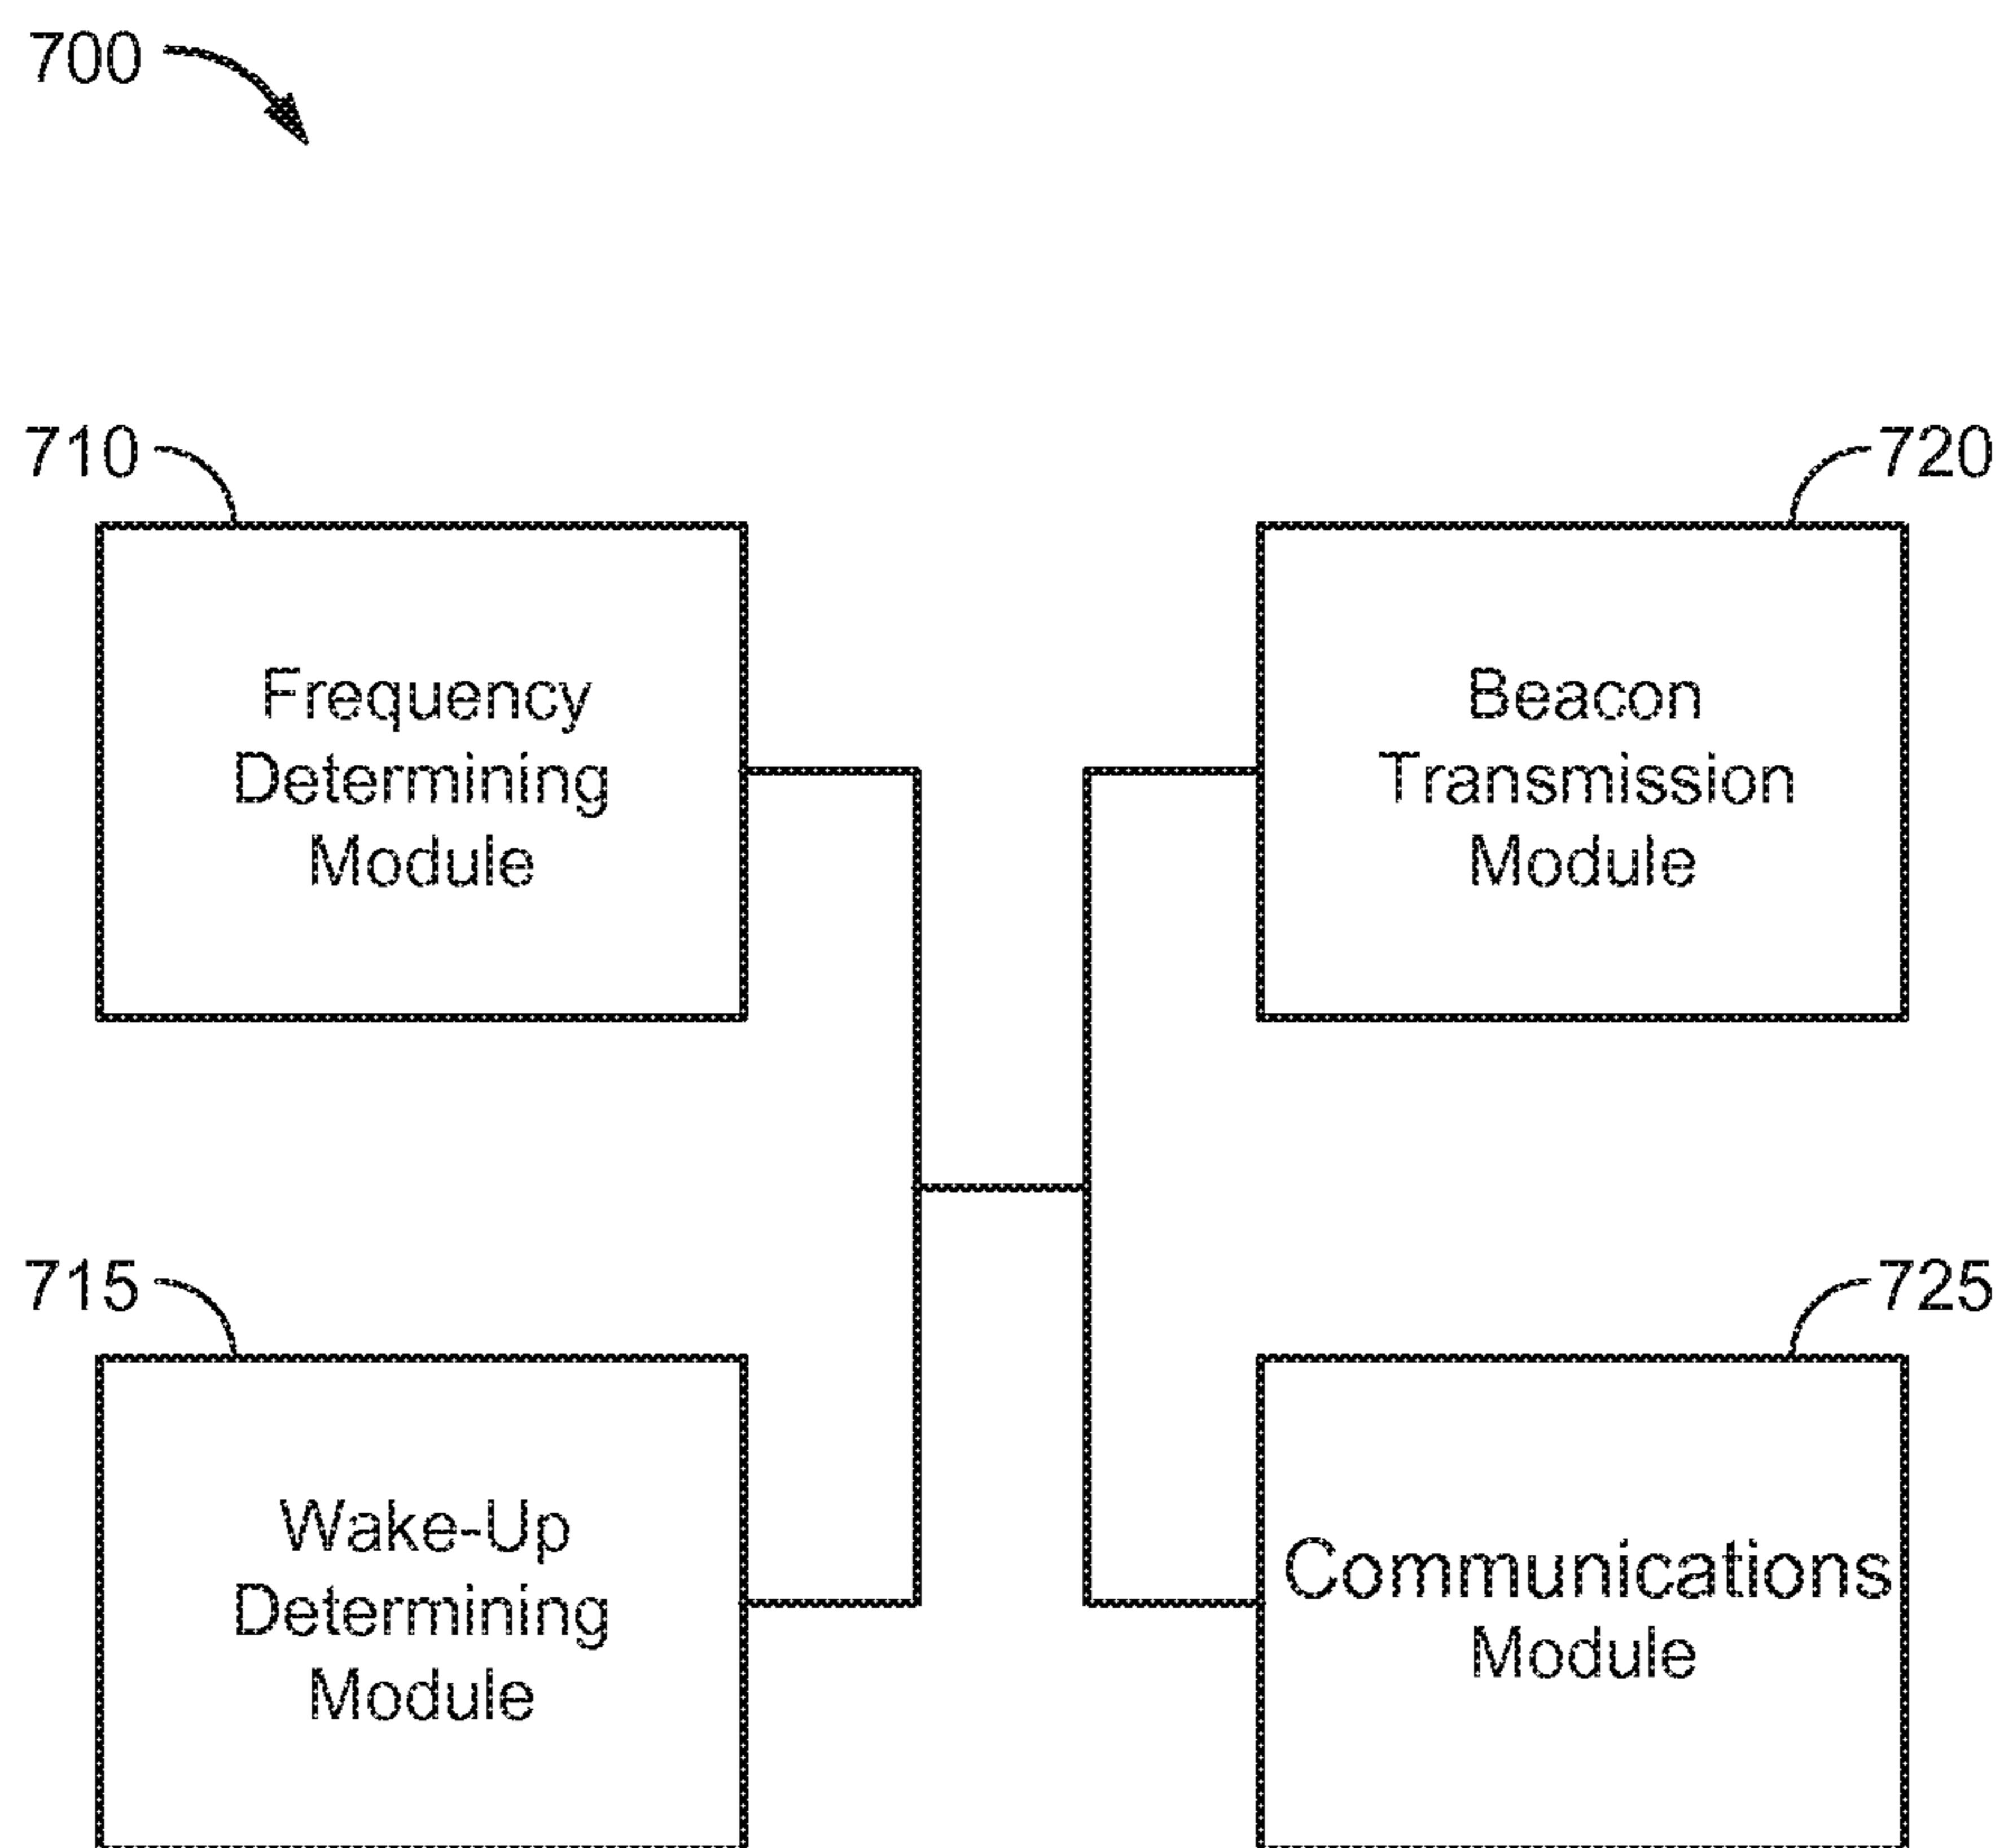 700
710
Frequency
Determining
Module
720
Beacon
Transmission
Module
715
Wake-Up
Determining
Module
725
Communications
Module